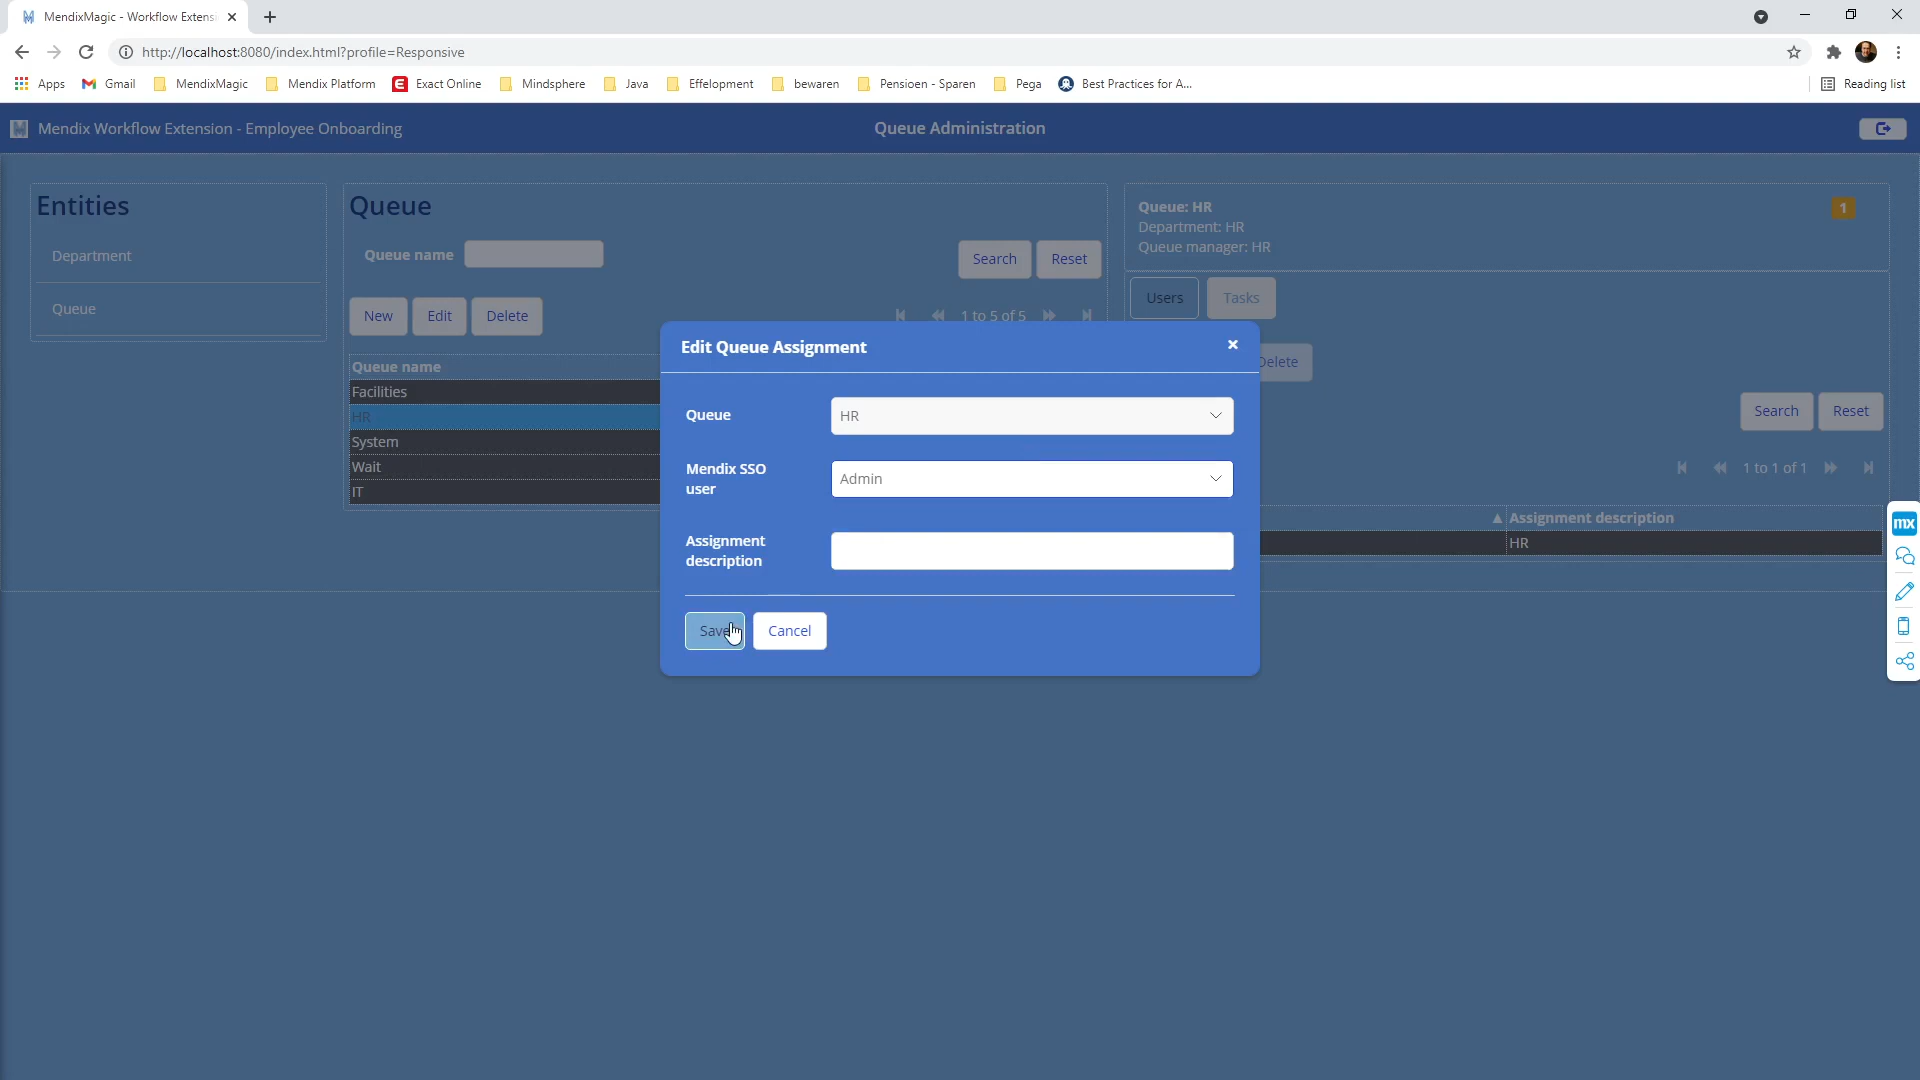 MendixMagic - Workflow Extens
http://localhost:8080/index.html?profile=Responsive
Apps
Gmail
MendixMagic
Mendix Platform
Exact Online
Mindsphere
Java
Effelopment
bewaren
Pensioen - Sparen
Pega
Best Practices for A...
Reading list
Mendix Workflow Extension - Employee Onboarding
Queue Administration
Entities
Department
Queue
Queue
Queue name
Search
Reset
New
Edit
Delete
1 to 5 of 5
Queue name
Facilities
HR
System
Wait
IT
Queue: HR
Department: HR
Queue manager: HR
1
Users
Tasks
Delete
Search
Reset
1 to 1 of 1
Assignment description
HR
Edit Queue Assignment
Queue
HR
Mendix SSO
user
Admin
Assignment
description
Save
Cancel
mx